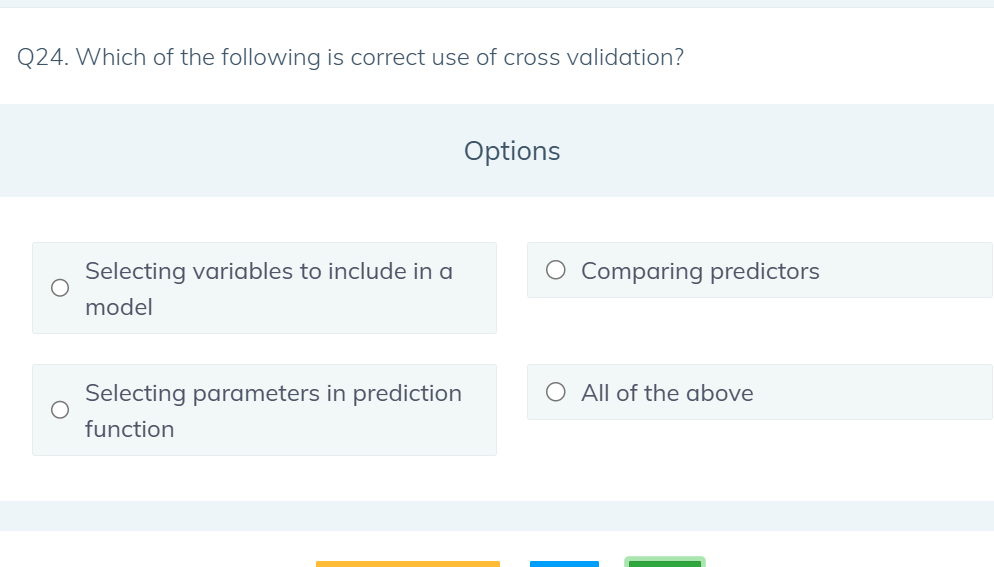 Q24. Which of the following is correct use of cross validation?
Options
Selecting variables to include in a
model
Comparing predictors
Selecting parameters in prediction
function
All of the above